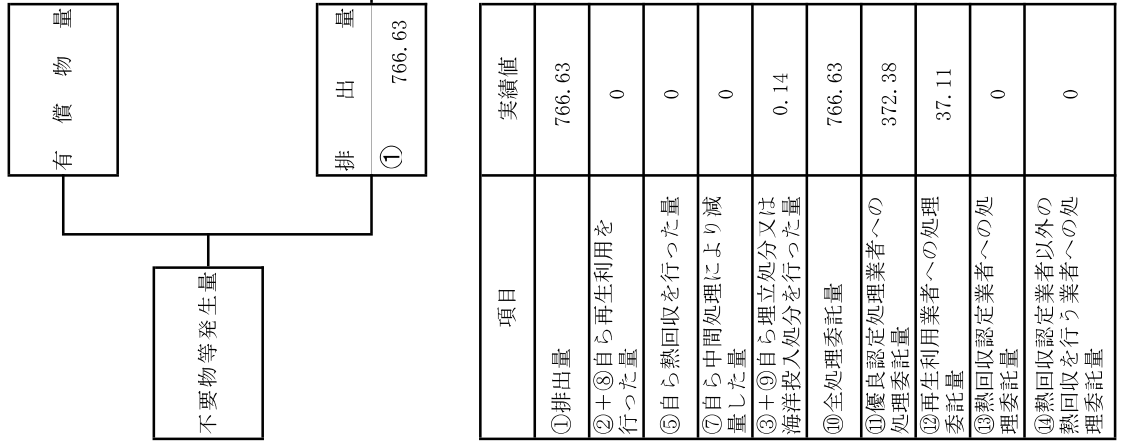 有償物量
排出量
① 766.63
不要物等発生量
項目 実績値
①排出量 766.63
②+⑧自ら再生利用を
行った量 0
⑤自ら熱回収を行った量 0
⑦自ら中間処理により減
量した量 0
③+⑨自ら埋立処分又は
海洋投入処分を行った量 0.14
⑩全処理委託量 766.63
⑪優良認定処理業者への
処理委託量 372.38
⑫再生利用業者への処理
委託量 37.11
⑬熱回収認定業者への処
理委託量 0
⑭熱回収認定業者以外の
熱回収を行う業者への処
理委託量 0